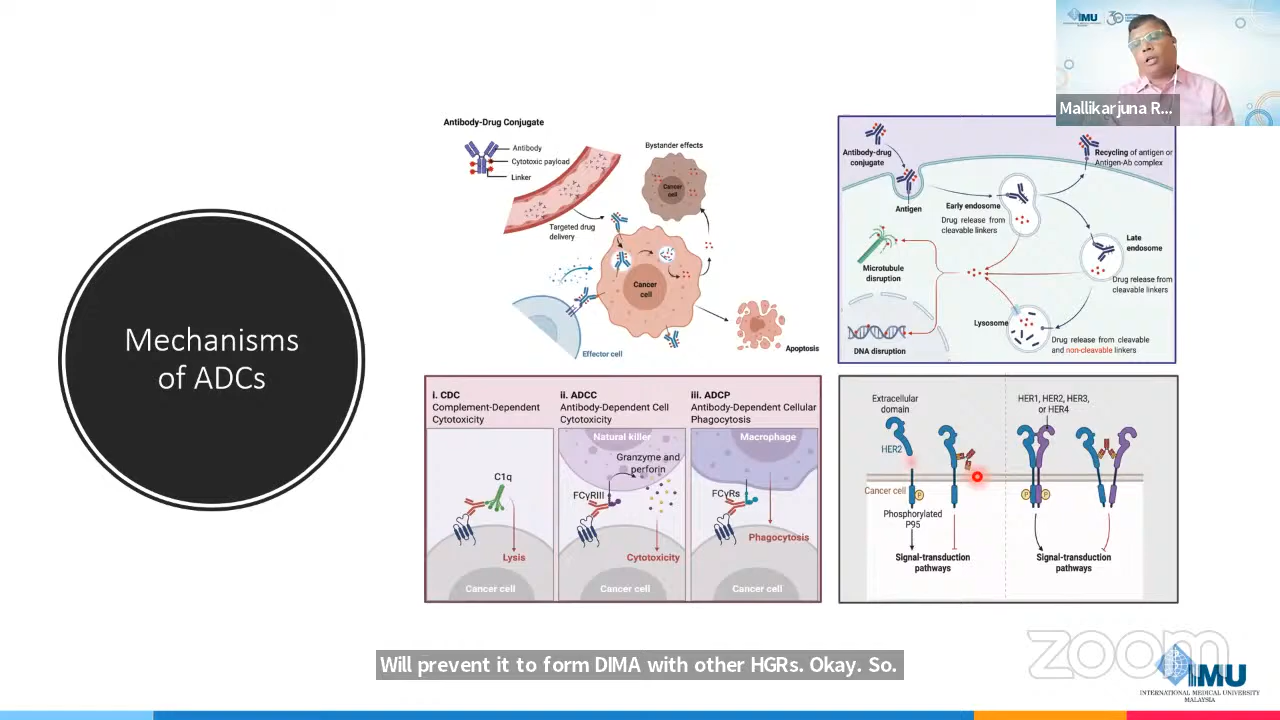 IMU
Mallikarjuna R...
Mechanisms
of ADCs
Antibody-Drug Conjugate
Antibody
Cytotoxic payload
Linker
Bystander effects
Cancer
cell
Targeted drug
delivery
Cancer
cell
Effector cell
Apoptosis
Antibody-drug
conjugate
Recycling of antigen or
Antigen-Ab complex
Antigen
Early endosome
Drug release from
cleavable linkers
Late
endosome
Drug release from
cleavable linkers
Microtubule
disruption
Lysosome
Drug release from cleavable
and non-cleavable linkers
DNA disruption
i. CDC
Complement-Dependent
Cytotoxicity
C1q
Lysis
Cancer cell
ii. ADCC
Antibody-Dependent Cell
Cytotoxicity
Natural killer
Granzyme and
perforin
FCγRIII
Cytotoxicity
Cancer cell
iii. ADCP
Antibody-Dependent Cellular
Phagocytosis
Macrophage
FCγRs
Phagocytosis
Cancer cell
Extracellular
domain
HER2
Cancer cell
P
Phosphorylated
P95
Signal-transduction
pathways
HER1, HER2, HER3,
or HER4
P
P
Signal-transduction
pathways
Will prevent it to form DIMA with other HGRs. Okay. So.
zoom
IMU
INTERNATIONAL MEDICAL UNIVERSITY
MALAYSIA